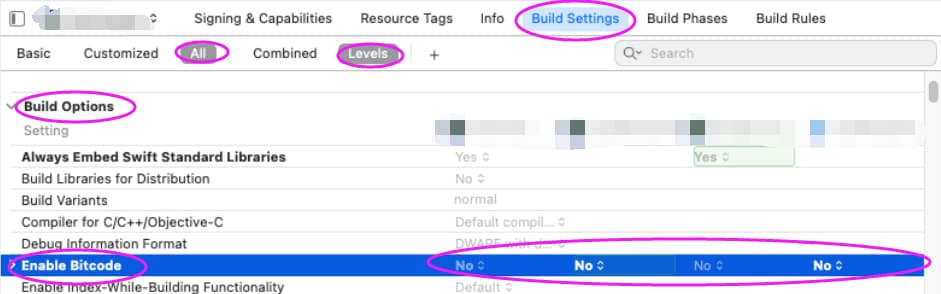 Signing & Capabilities Resource Tags Info Build Settings Build Phases Build Rules
Basic Customized All Combined Levels + Search
Build Options
Setting
Always Embed Swift Standard Libraries Yes Yes
Build Libraries for Distribution No
Build Variants normal
Compiler for C/C++/Objective-C Default compil...
Debug Information Format DWARF with d...
Enable Bitcode No No No No
Enable Index-While-Building Functionality Default